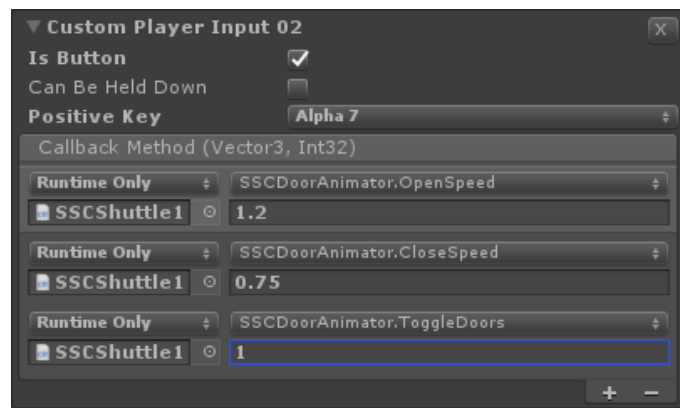 Custom Player Input 02 X
Is Button
Can Be Held Down
Positive Key Alpha 7
Callback Method (Vector3, Int32)
Runtime Only SSCDoorAnimator.OpenSpeed
SSCShuttle1 1.2
Runtime Only SSCDoorAnimator.CloseSpeed
SSCShuttle1 0.75
Runtime Only SSCDoorAnimator.ToggleDoors
SSCShuttle1 1
+ −